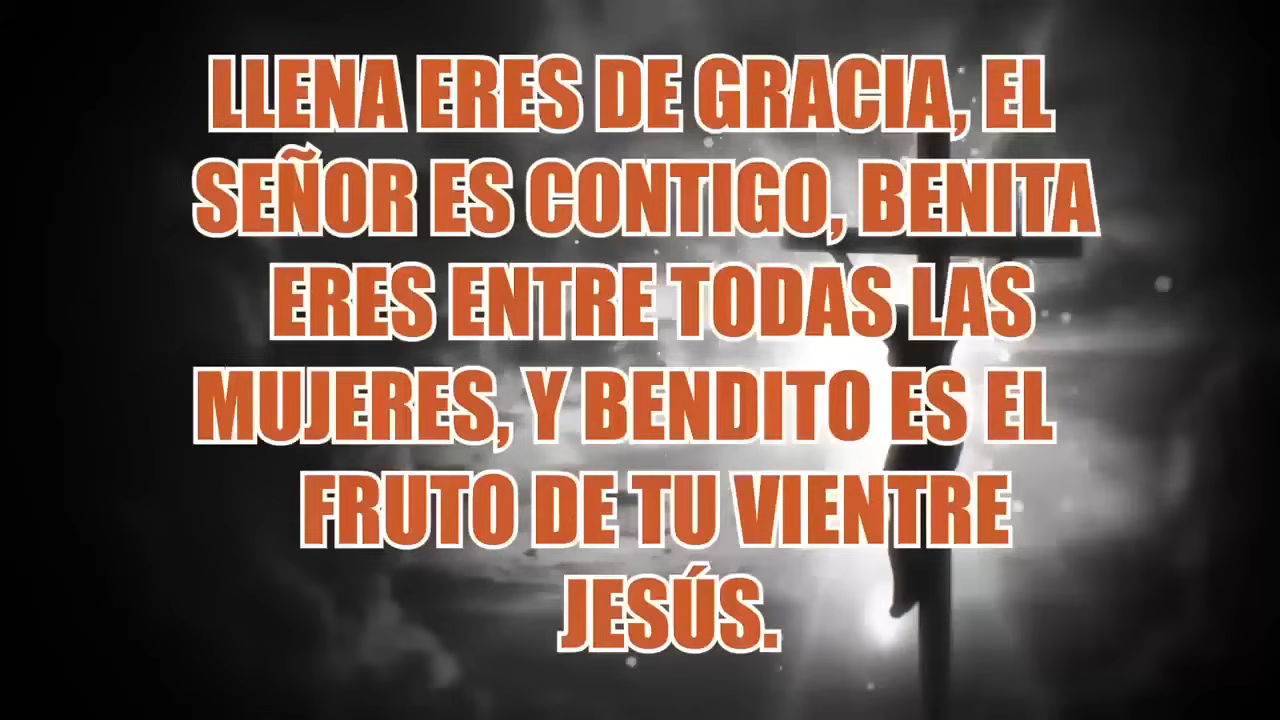 LLENA ERES DE GRACIA, EL
SEÑOR ES CONTIGO, BENITA
ERES ENTRE TODAS LAS
MUJERES, Y BENDITO ES EL
FRUTO DE TU VIENTRE
JESÚS.